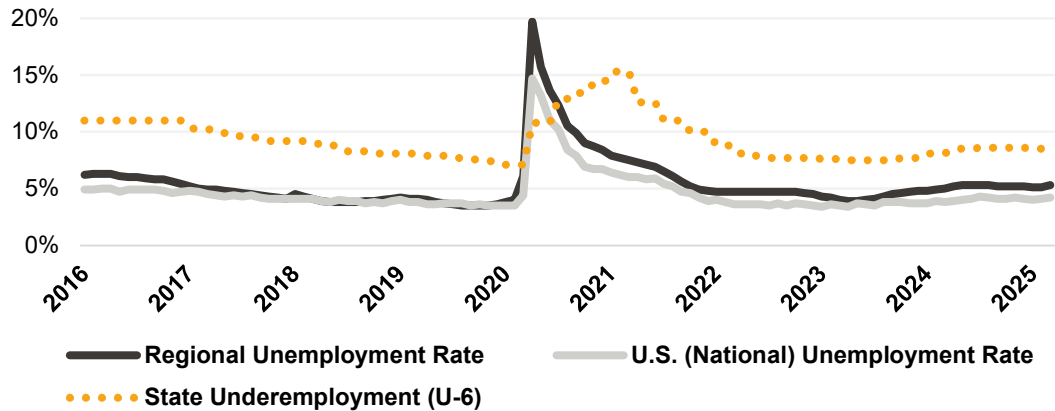 20%
15%
10%
5%
0%
2016 2017 2018 2019 2020 2021 2022 2023 2024 2025
Regional Unemployment Rate U.S. (National) Unemployment Rate
State Underemployment (U-6)